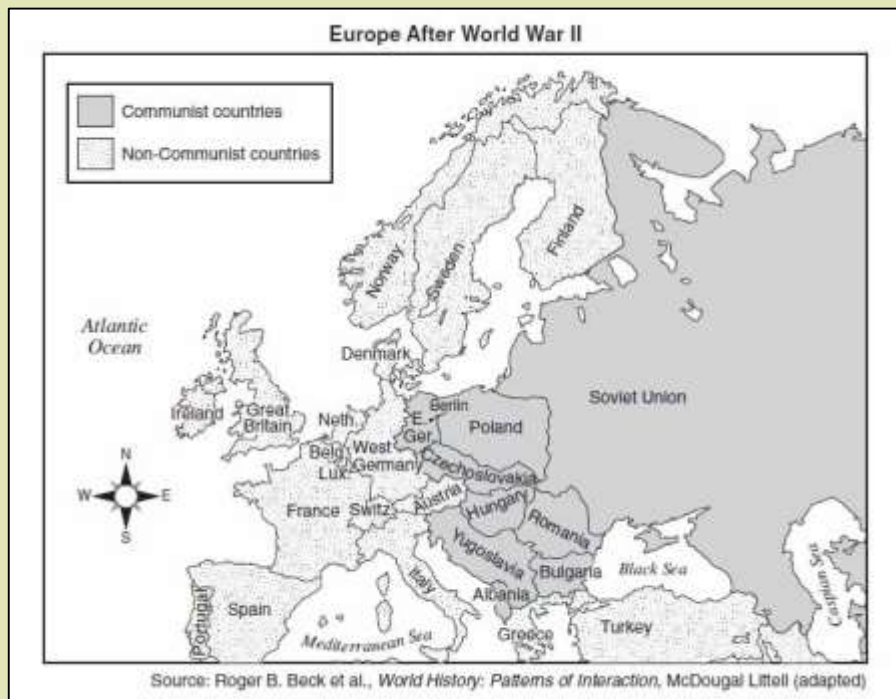 Europe After World War II
Communist countries
Non-Communist countries
Norway
Sweden
Finland
Atlantic
Ocean
Denmark
Soviet Union
Ireland
Great
Britain
Neth.
Berlin
E.
Ger.
Poland
Belg.
West
Germany
Lux.
Czechoslovakia
N
W
E
S
France
Switz.
Austria
Hungary
Romania
Yugoslavia
Italy
Bulgaria
Black Sea
Caspian Sea
Albania
Portugal
Spain
Mediterranean Sea
Greece
Turkey
Source: Roger B. Beck et al., World History: Patterns of Interaction, McDougal Littell (adapted)